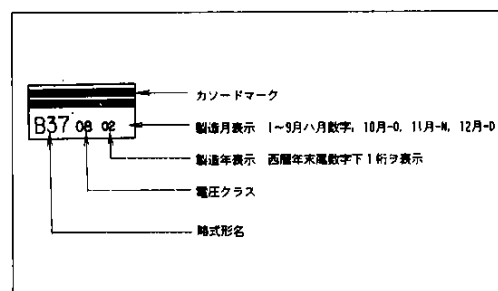 カソードマーク
B37 08 02
製造月表示 1~9月ハ月数字, 10月-O, 11月-N, 12月-D
製造年表示 西暦年末尾数字下1桁ヲ表示
電圧クラス
略式形名